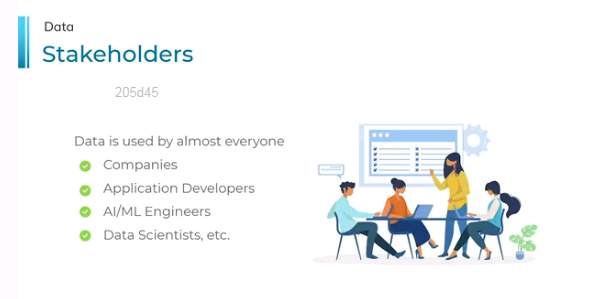 Data
Stakeholders
205d45
Data is used by almost everyone
Companies
Application Developers
AI/ML Engineers
Data Scientists, etc.